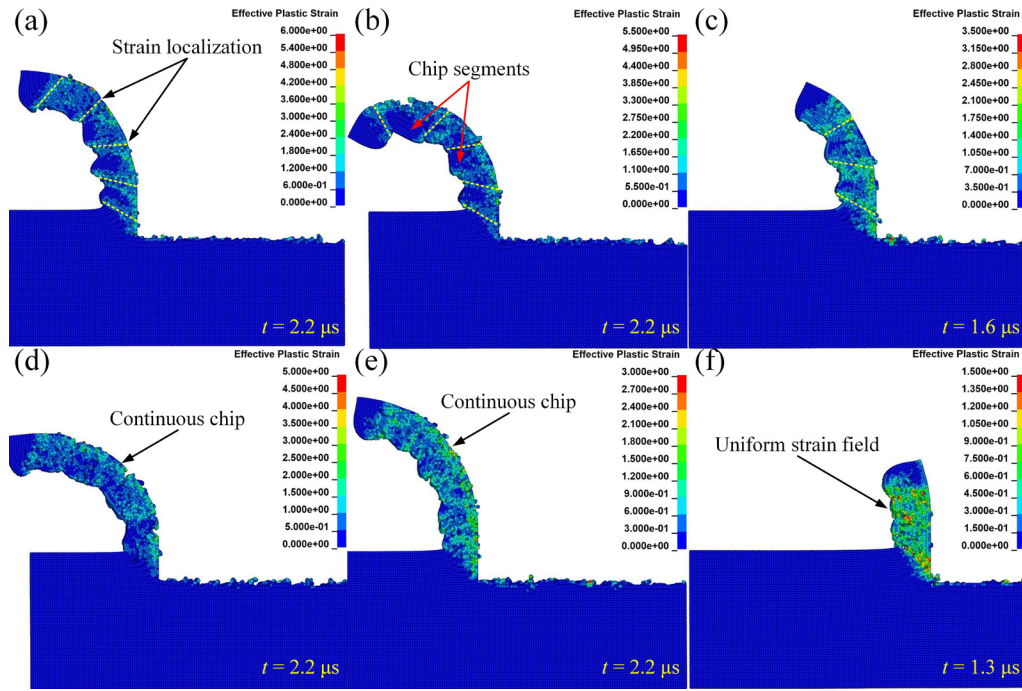 (a)
Effective Plastic Strain
6.000e+00
5.400e+00
4.800e+00
4.200e+00
3.600e+00
3.000e+00
2.400e+00
1.800e+00
1.200e+00
6.000e-01
0.000e+00
Strain localization
t = 2.2 μs
(b)
Effective Plastic Strain
5.500e+00
4.950e+00
4.400e+00
3.850e+00
3.300e+00
2.750e+00
2.200e+00
1.650e+00
1.100e+00
5.500e-01
0.000e+00
Chip segments
t = 2.2 μs
(c)
Effective Plastic Strain
3.500e+00
3.150e+00
2.800e+00
2.450e+00
2.100e+00
1.750e+00
1.400e+00
1.050e+00
7.000e-01
3.500e-01
0.000e+00
t = 1.6 μs
(d)
Effective Plastic Strain
5.000e+00
4.500e+00
4.000e+00
3.500e+00
3.000e+00
2.500e+00
2.000e+00
1.500e+00
1.000e+00
5.000e-01
0.000e+00
Continuous chip
t = 2.2 μs
(e)
Effective Plastic Strain
3.000e+00
2.700e+00
2.400e+00
2.100e+00
1.800e+00
1.500e+00
1.200e+00
9.000e-01
6.000e-01
3.000e-01
0.000e+00
Continuous chip
t = 2.2 μs
(f)
Effective Plastic Strain
1.500e+00
1.350e+00
1.200e+00
1.050e+00
9.000e-01
7.500e-01
6.000e-01
4.500e-01
3.000e-01
1.500e-01
0.000e+00
Uniform strain field
t = 1.3 μs